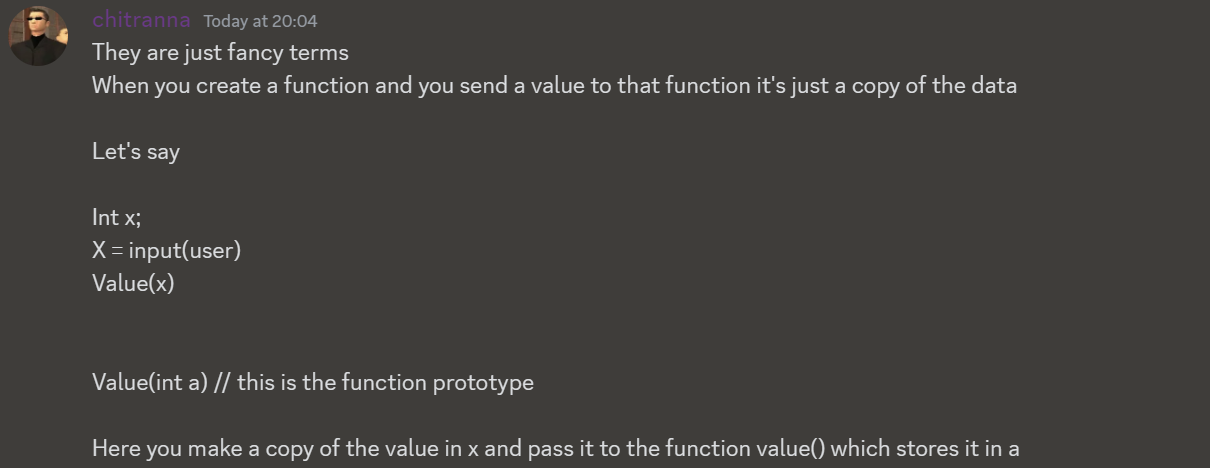 chitranna Today at 20:04
They are just fancy terms
When you create a function and you send a value to that function it's just a copy of the data
Let's say
Int x;
X = input(user)
Value(x)
Value(int a) // this is the function prototype
Here you make a copy of the value in x and pass it to the function value() which stores it in a